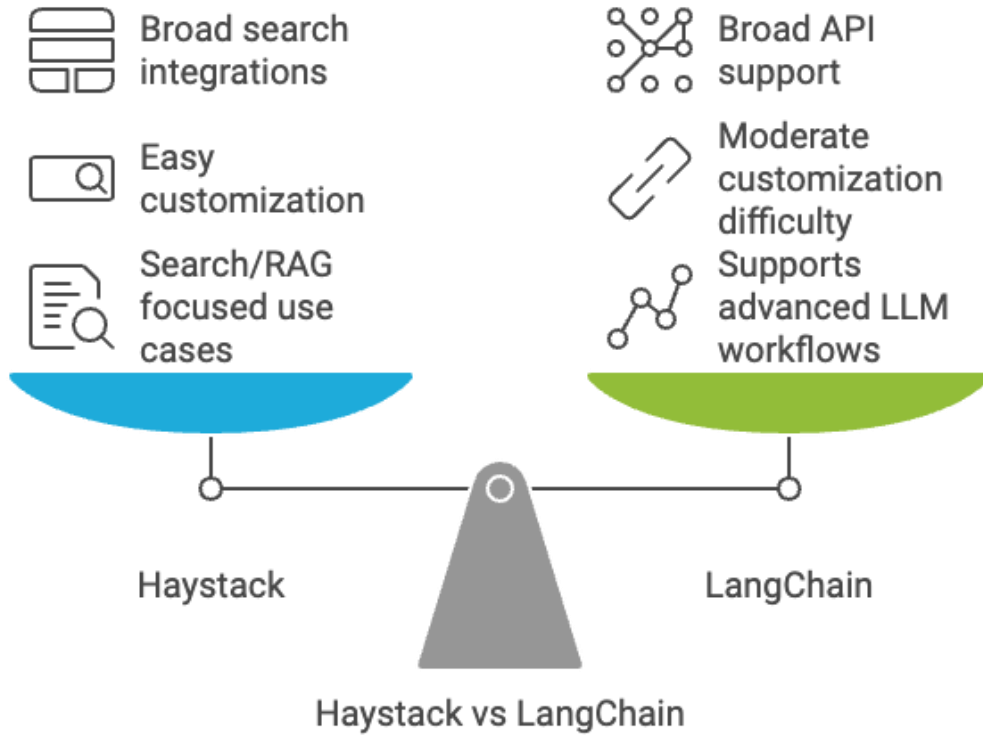 Broad search
integrations
Easy
customization
Search/RAG
focused use
cases
Broad API
support
Moderate
customization
difficulty
Supports
advanced LLM
workflows
Haystack
LangChain
Haystack vs LangChain